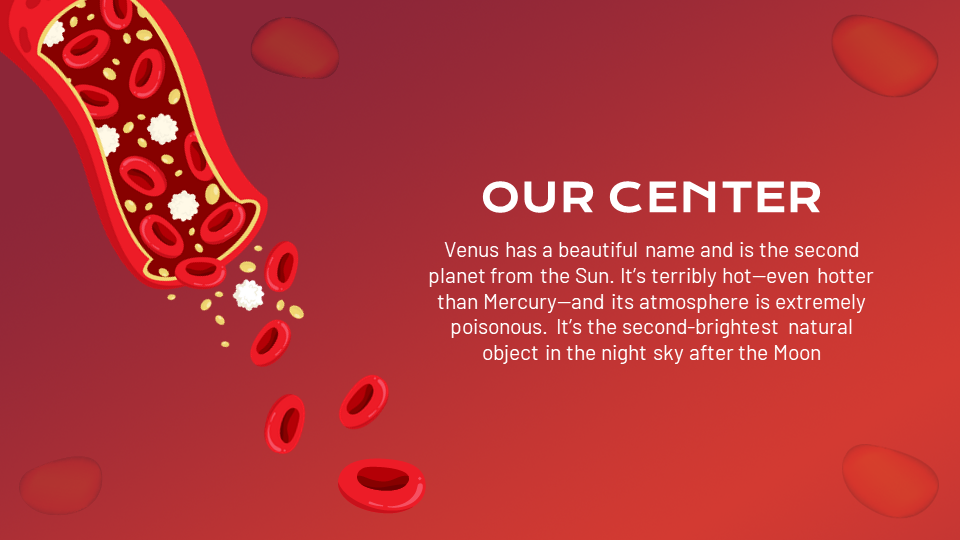 OUR CENTER
Venus has a beautiful name and is the second
planet from the Sun. It’s terribly hot—even hotter
than Mercury—and its atmosphere is extremely
poisonous. It’s the second-brightest natural
object in the night sky after the Moon